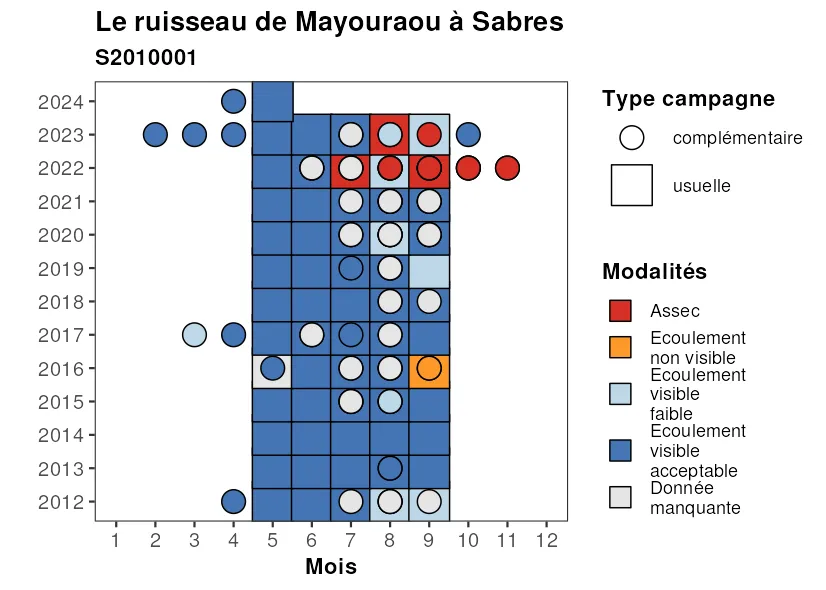 Le ruisseau de Mayouraou à Sabres
S2010001
2024
2023
2022
2021
2020
2019
2018
2017
2016
2015
2014
2013
2012
1 2 3 4 5 6 7 8 9 10 11 12
Mois
Type campagne
complémentaire
usuelle
Modalités
Assec
Ecoulement
non visible
Ecoulement
visible
faible
Ecoulement
visible
acceptable
Donnée
manquante